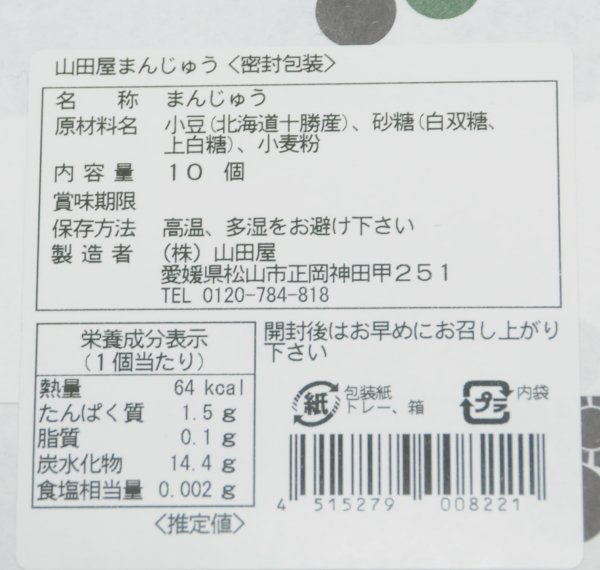 山田屋まんじゅう〈密封包装〉
名称 まんじゅう
原材料名 小豆(北海道十勝産)、砂糖(白双糖、
上白糖)、小麦粉
内容量 10 個
賞味期限
保存方法 高温、多湿をお避け下さい
製造者 (株) 山田屋
愛媛県松山市正岡神田甲251
TEL 0120-784-818
栄養成分表示
(1個当たり)
熱量 64 kcal
たんぱく質 1.5 g
脂質 0.1 g
炭水化物 14.4 g
食塩相当量 0.002 g
〈推定値〉
開封後はお早めにお召し上がり
下さい
紙 包装紙
トレー、箱
プラ 内袋
4 515279 008221